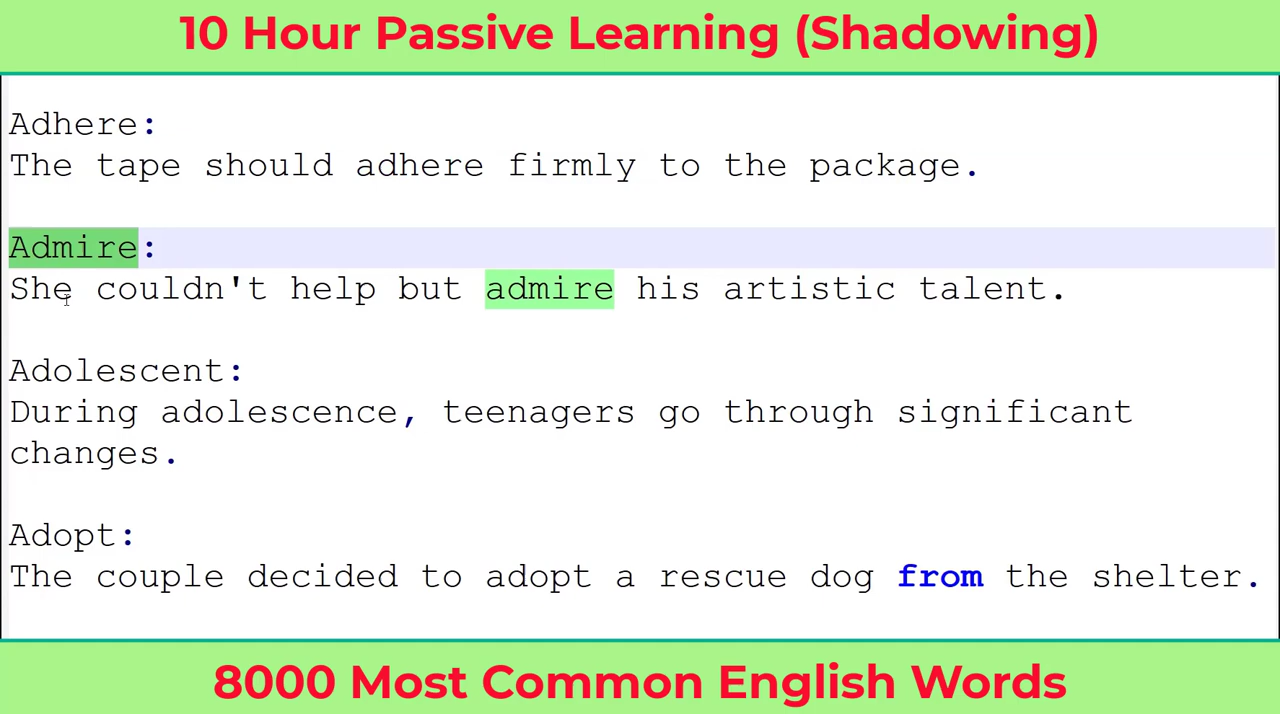 10 Hour Passive Learning (Shadowing)
Adhere:
The tape should adhere firmly to the package.
Admire:
She couldn't help but admire his artistic talent.
Adolescent:
During adolescence, teenagers go through significant
changes.
Adopt:
The couple decided to adopt a rescue dog from the shelter.
8000 Most Common English Words